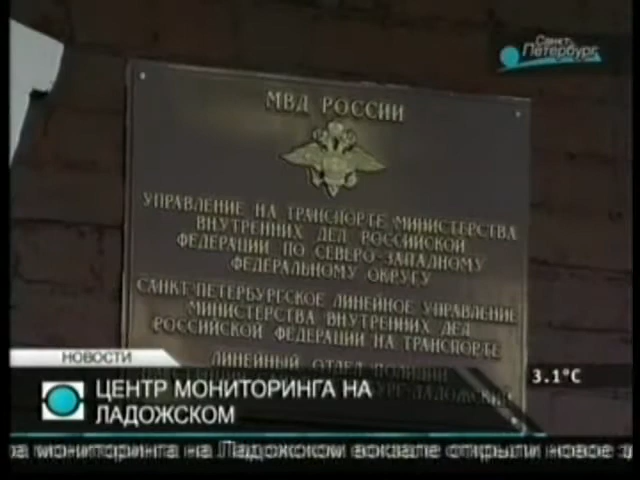 Санкт-
Петербург
МВД РОССИИ
УПРАВЛЕНИЕ НА ТРАНСПОРТЕ МИНИСТЕРСТВА
ВНУТРЕННИХ ДЕЛ РОССИЙСКОЙ
ФЕДЕРАЦИИ ПО СЕВЕРО-ЗАПАДНОМУ
ФЕДЕРАЛЬНОМУ ОКРУГУ
САНКТ-ПЕТЕРБУРГСКОЕ ЛИНЕЙНОЕ УПРАВЛЕНИЕ
МИНИСТЕРСТВА ВНУТРЕННИХ ДЕЛ
РОССИЙСКОЙ ФЕДЕРАЦИИ НА ТРАНСПОРТЕ
ЛИНЕЙНЫЙ ОТДЕЛ ПОЛИЦИИ
НОВОСТИ
3.1°C
ЦЕНТР МОНИТОРИНГА НА
ЛАДОЖСКОМ
ра мониторинга на Ладожском вокзале открыли новое з